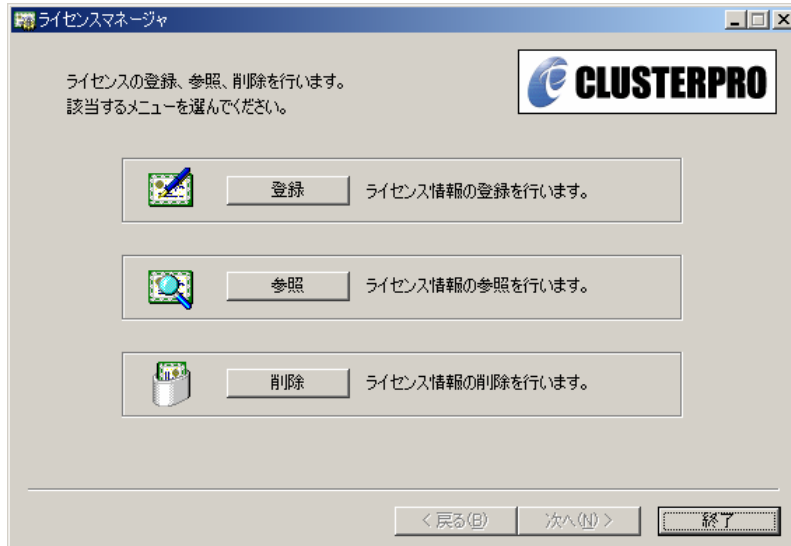 ライセンスマネージャ
ライセンスの登録、参照、削除を行います。
該当するメニューを選んでください。
CLUSTERPRO
登録
ライセンス情報の登録を行います。
参照
ライセンス情報の参照を行います。
削除
ライセンス情報の削除を行います。
< 戻る(B)
次へ(N) >
終了